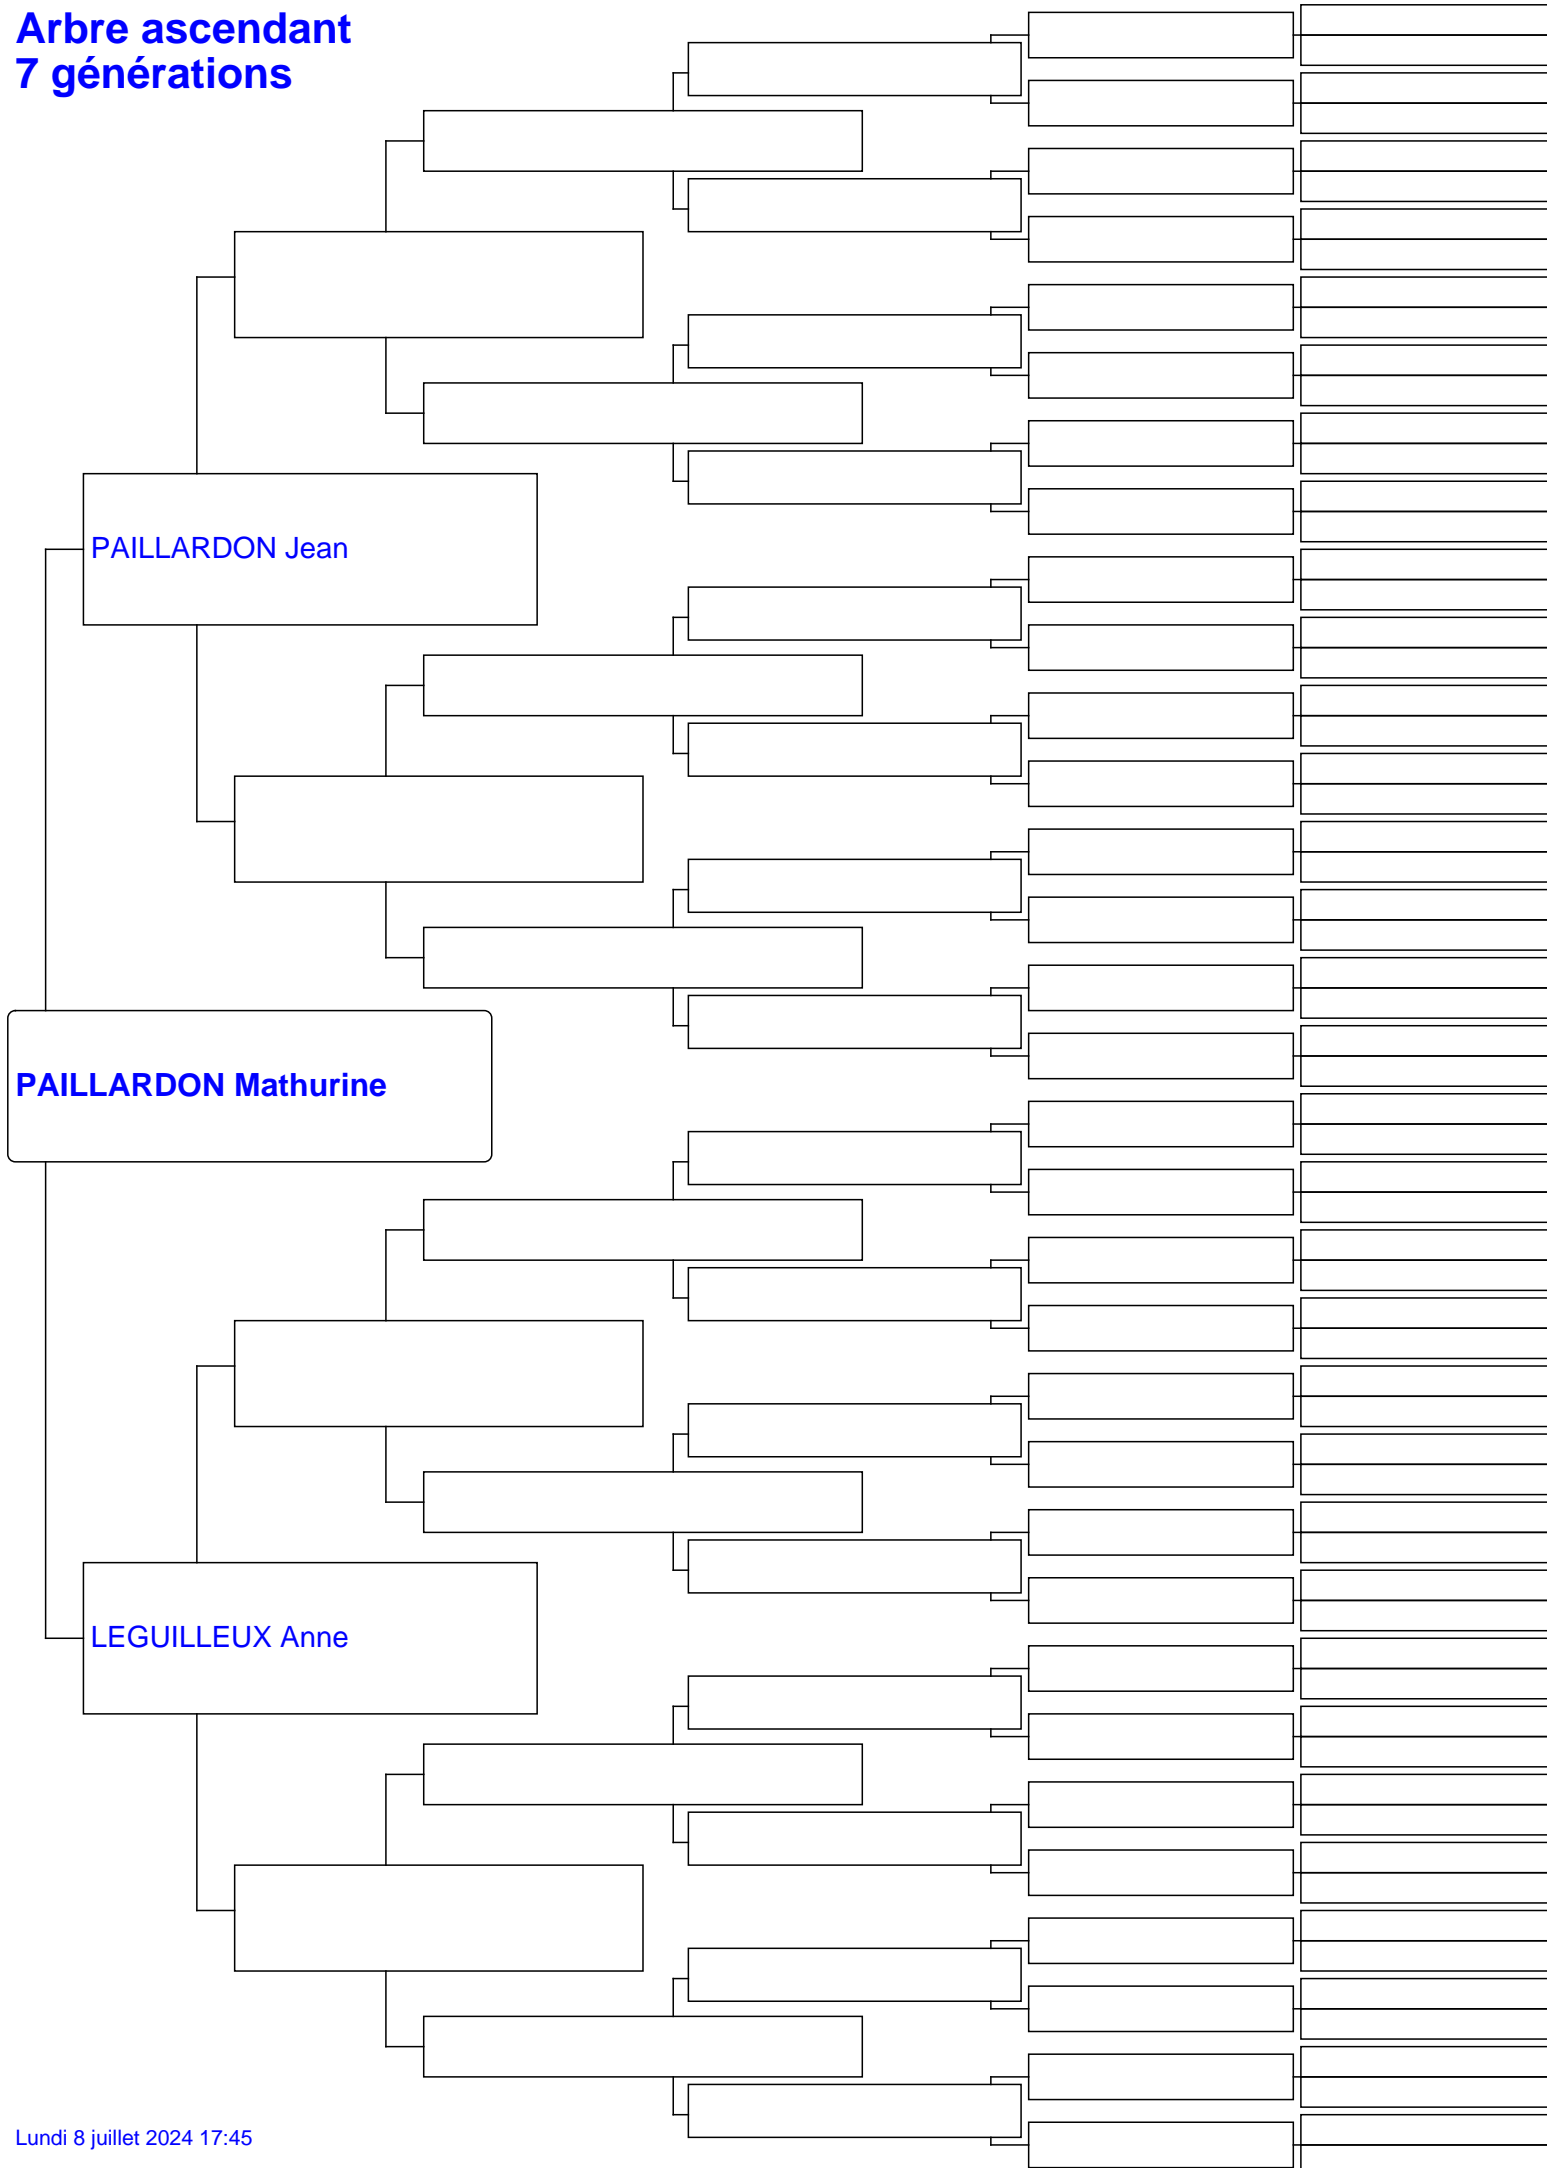 Arbre ascendant
7 générations
PAILLARDON Jean
PAILLARDON Mathurine
LEGUILLEUX Anne
Lundi 8 juillet 2024 17:45